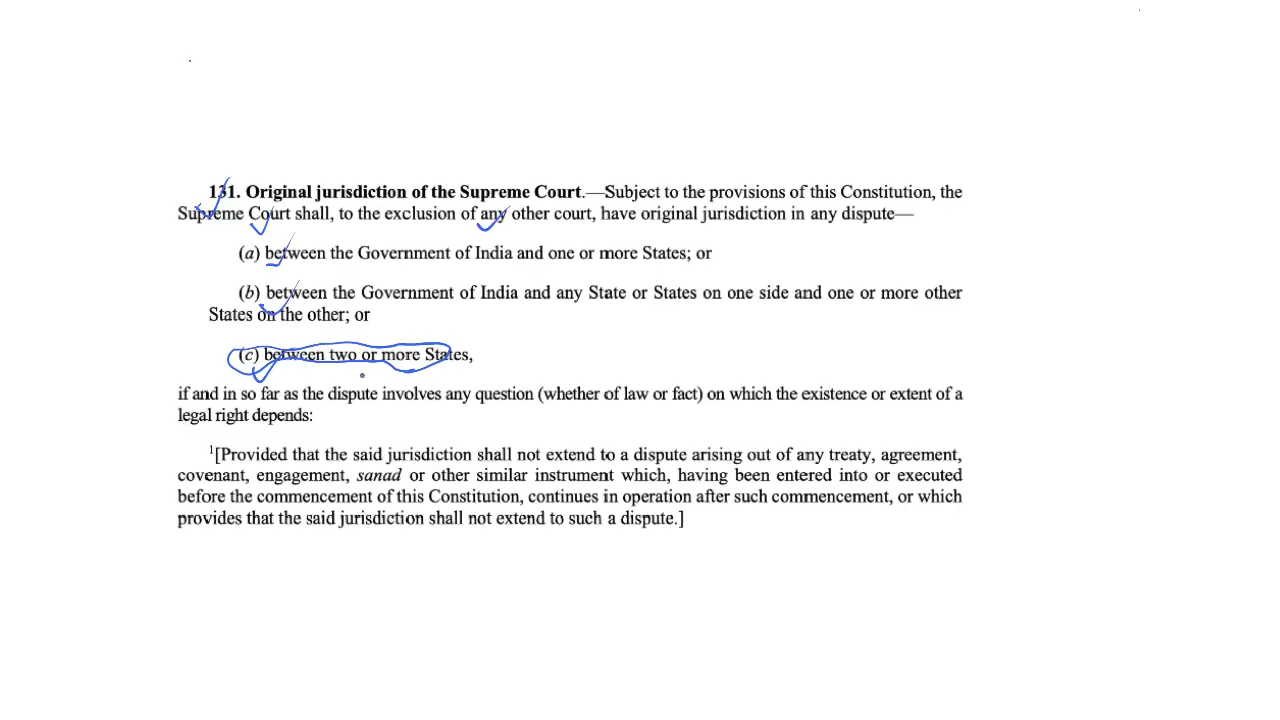 131. Original jurisdiction of the Supreme Court.—Subject to the provisions of this Constitution, the
Supreme Court shall, to the exclusion of any other court, have original jurisdiction in any dispute—
(a) between the Government of India and one or more States; or
(b) between the Government of India and any State or States on one side and one or more other
States on the other; or
(c) between two or more States,
if and in so far as the dispute involves any question (whether of law or fact) on which the existence or extent of a
legal right depends:
1[Provided that the said jurisdiction shall not extend to a dispute arising out of any treaty, agreement,
covenant, engagement, sanad or other similar instrument which, having been entered into or executed
before the commencement of this Constitution, continues in operation after such commencement, or which
provides that the said jurisdiction shall not extend to such a dispute.]